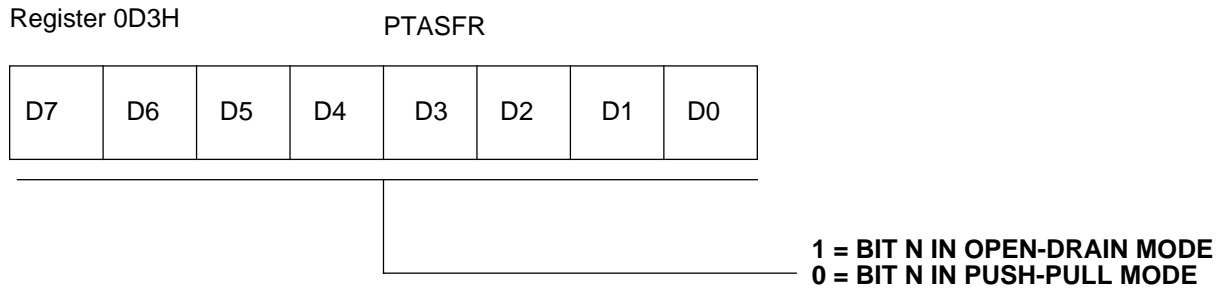 Register 0D3H
PTASFR
D7 D6 D5 D4 D3 D2 D1 D0
1 = BIT N IN OPEN-DRAIN MODE
0 = BIT N IN PUSH-PULL MODE